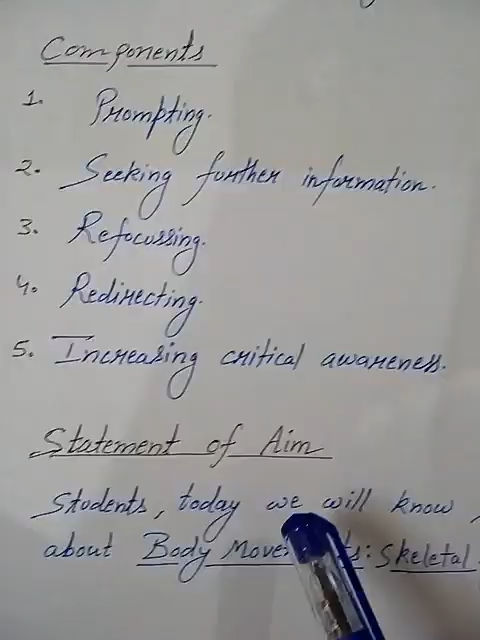 Components
1. Prompting.
2. Seeking further information.
3. Refocussing.
4. Redirecting.
5. Increasing critical awareness.
Statement of Aim
Students, today we will know
about Body : Skeletal